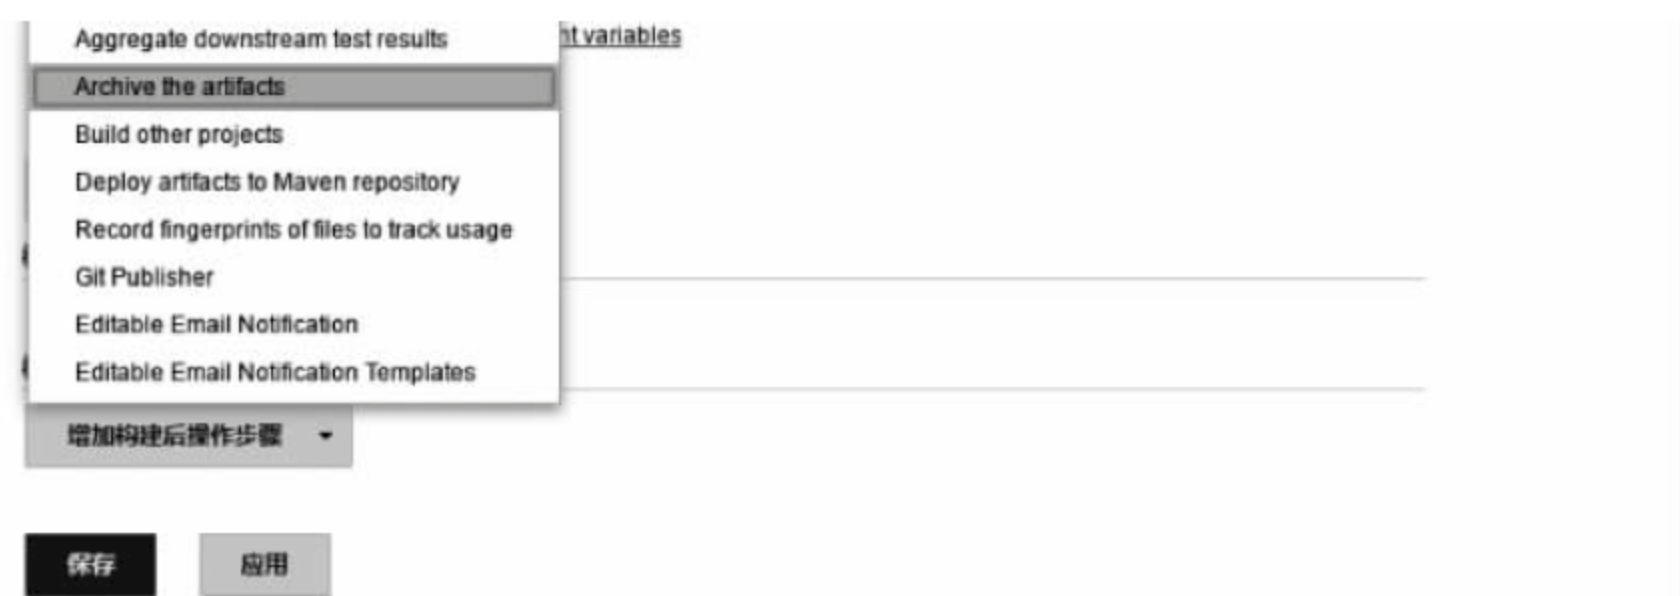 Aggregate downstream test results
nt variables
Archive the artifacts
Build other projects
Deploy artifacts to Maven repository
Record fingerprints of files to track usage
Git Publisher
Editable Email Notification
Editable Email Notification Templates
增加构建后操作步骤
保存 应用